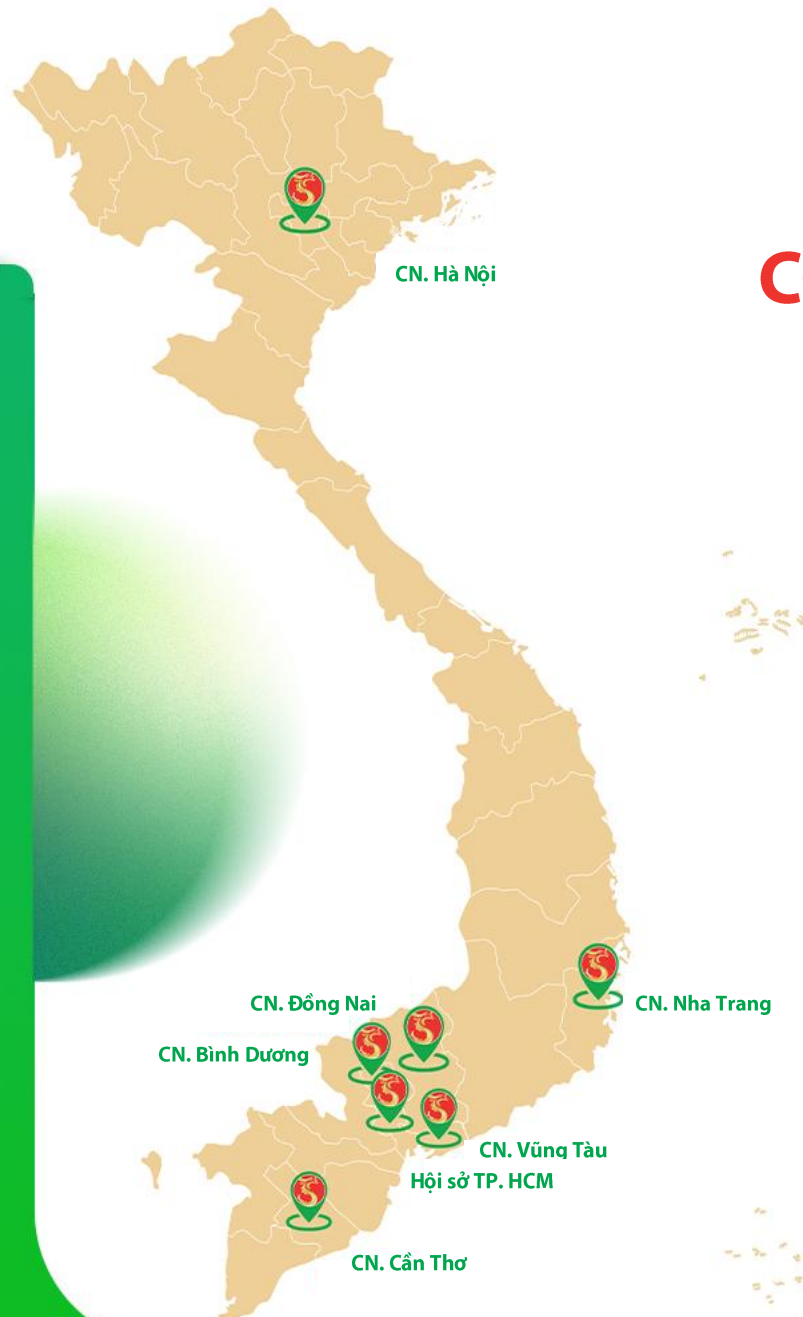 CN. Hà Nội
C
CN. Đồng Nai
CN. Nha Trang
CN. Bình Dương
CN. Vũng Tàu
Hội sở TP. HCM
CN. Cần Thơ